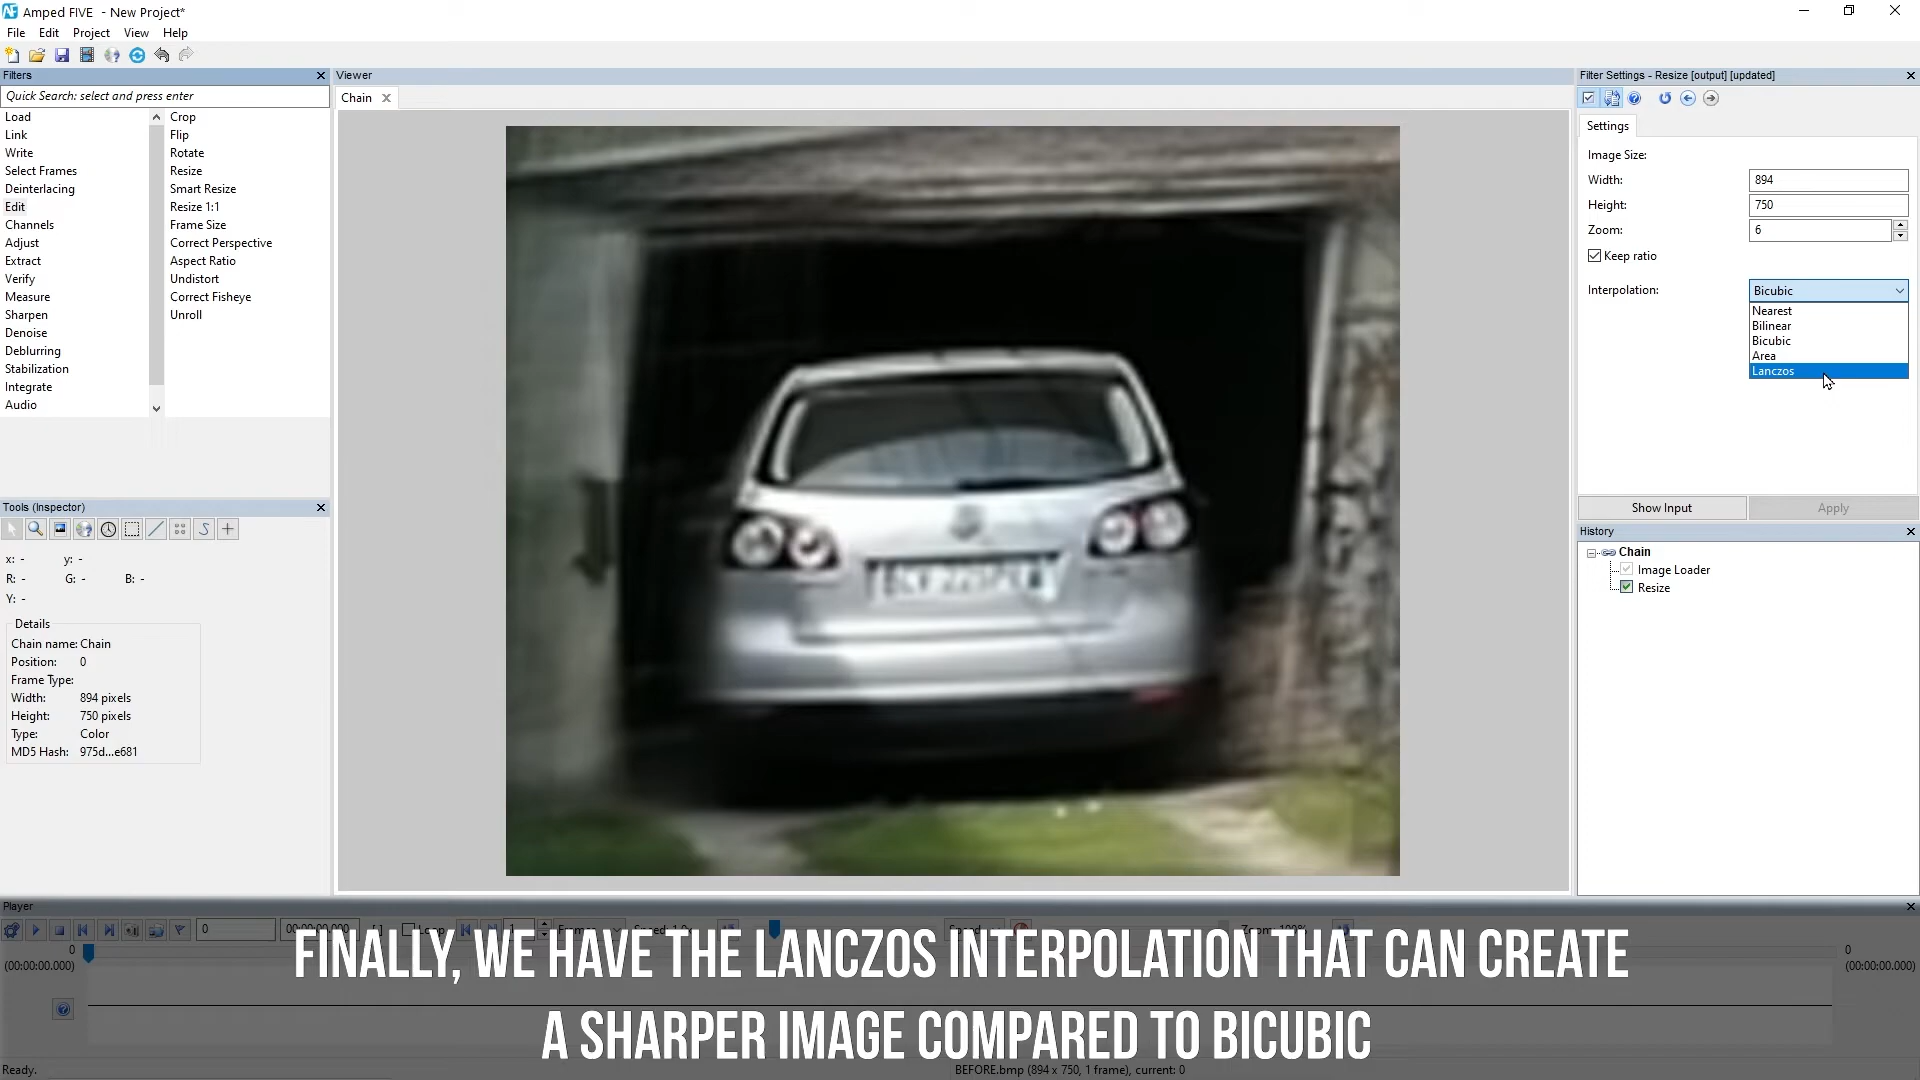 Amped FIVE - New Project*
File Edit Project View Help
Filters
Quick Search: select and press enter
Load
Link
Write
Select Frames
Deinterlacing
Edit
Channels
Adjust
Extract
Verify
Measure
Sharpen
Denoise
Deblurring
Stabilization
Integrate
Audio
Crop
Flip
Rotate
Resize
Smart Resize
Resize 1:1
Frame Size
Correct Perspective
Aspect Ratio
Undistort
Correct Fisheye
Unroll
Tools (Inspector)
x: - y: -
R: - G: - B: -
Y: -
Details
Chain name: Chain
Position: 0
Frame Type:
Width: 894 pixels
Height: 750 pixels
Type: Color
MD5 Hash: 975d...e681
Viewer
Chain
Filter Settings - Resize [output] [updated]
Settings
Image Size:
Width: 894
Height: 750
Zoom: 6
Keep ratio
Interpolation: Bicubic
Nearest
Bilinear
Bicubic
Area
Lanczos
Show Input Apply
History
Chain
Image Loader
Resize
Player
0 00:00:00.000
0
(00:00:00.000)
0
(00:00:00.000)
FINALLY, WE HAVE THE LANCZOS INTERPOLATION THAT CAN CREATE
A SHARPER IMAGE COMPARED TO BICUBIC
Ready.
BEFORE.bmp (894 x 750, 1 frame), current: 0